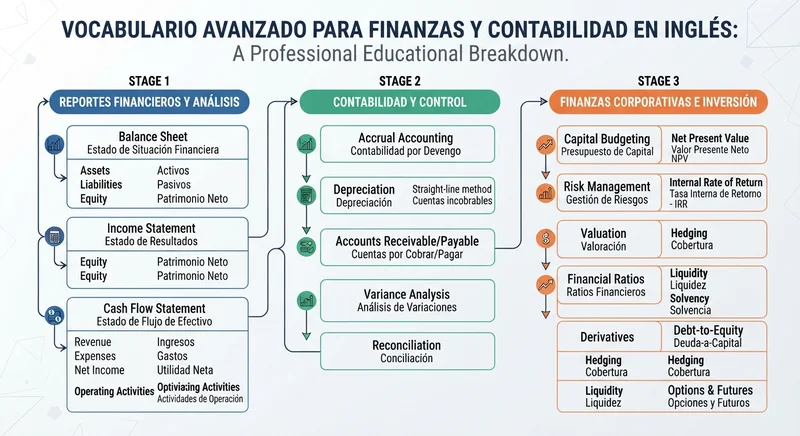 VOCABULARIO AVANZADO PARA FINANZAS Y CONTABILIDAD EN INGLÉS:
A Professional Educational Breakdown.
STAGE 1
REPORTES FINANCIEROS Y ANÁLISIS
Balance Sheet
Estado de Situación Financiera
Assets Activos
Liabilities Pasivos
Equity Patrimonio Neto
Income Statement
Estado de Resultados
Equity Patrimonio Neto
Equity Patrimonio Neto
Cash Flow Statement
Estado de Flujo de Efectivo
Revenue Ingresos
Expenses Gastos
Net Income Utilidad Neta
Operating Activities
Activities
Actividades de Operación
STAGE 2
CONTABILIDAD Y CONTROL
Accrual Accounting
Contabilidad por Devengo
Depreciation Straight-line method
Depreciación Cuentas incobrables
Accounts Receivable/Payable
Cuentas por Cobrar/Pagar
Variance Analysis
Análisis de Variaciones
Reconciliation
Conciliación
STAGE 3
FINANZAS CORPORATIVAS E INVERSIÓN
Capital Budgeting
Presupuesto de Capital
Net Present Value
Valor Presente Neto
NPV
Risk Management
Gestión de Riesgos
Internal Rate of Return
Tasa Interna de Retorno
- IRR
Valuation
Valoración
Hedging
Cobertura
Financial Ratios
Ratios Financieros
Liquidity
Liquidez
Solvency
Solvencia
Derivatives
Debt-to-Equity
Deuda-a-Capital
Hedging
Cobertura
Hedging
Cobertura
Liquidity
Liquidez
Options & Futures
Opciones y Futuros